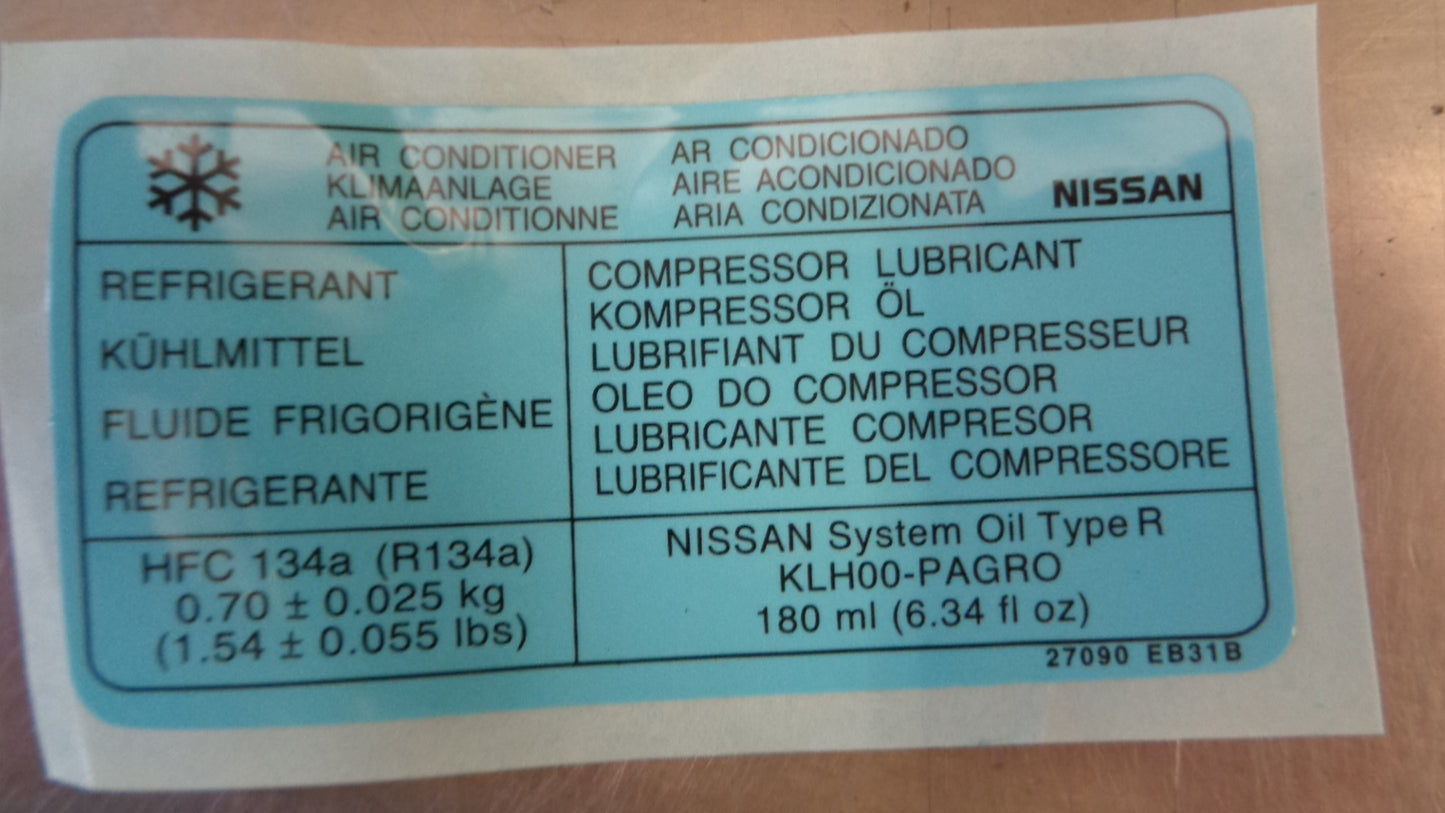 AIR CONDITIONER
KLIMAANLAGE
AIR CONDITIONNE
AR CONDICIONADO
AIRE ACONDICIONADO
ARIA CONDIZIONATA
NISSAN
REFRIGERANT
KÜHLMITTEL
FLUIDE FRIGORIGÈNE
REFRIGERANTE
COMPRESSOR LUBRICANT
KOMPRESSOR ÖL
LUBRIFIANT DU COMPRESSEUR
OLEO DO COMPRESSOR
LUBRICANTE COMPRESOR
LUBRIFICANTE DEL COMPRESSORE
HFC 134a (R134a)
0.70 ± 0.025 kg
(1.54 ± 0.055 lbs)
NISSAN System Oil Type R
KLH00-PAGRO
180 ml (6.34 fl oz)
27090 EB31B